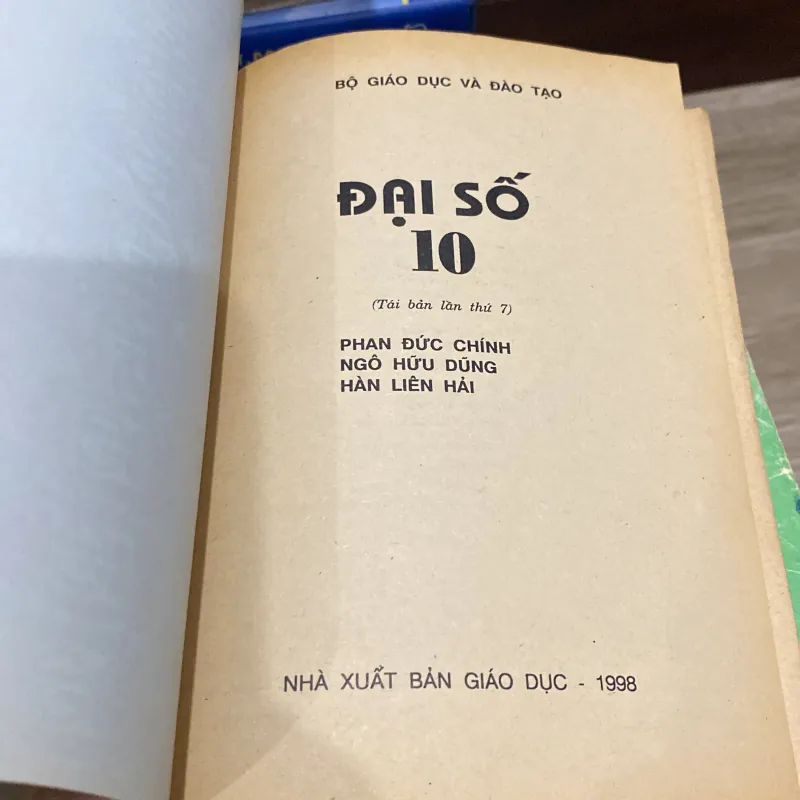 BỘ GIÁO DỤC VÀ ĐÀO TẠO
ĐẠI SỐ
10
(Tái bản lần thứ 7)
PHAN ĐỨC CHÍNH
NGÔ HỮU DŨNG
HÀN LIÊN HẢI
NHÀ XUẤT BẢN GIÁO DỤC - 1998